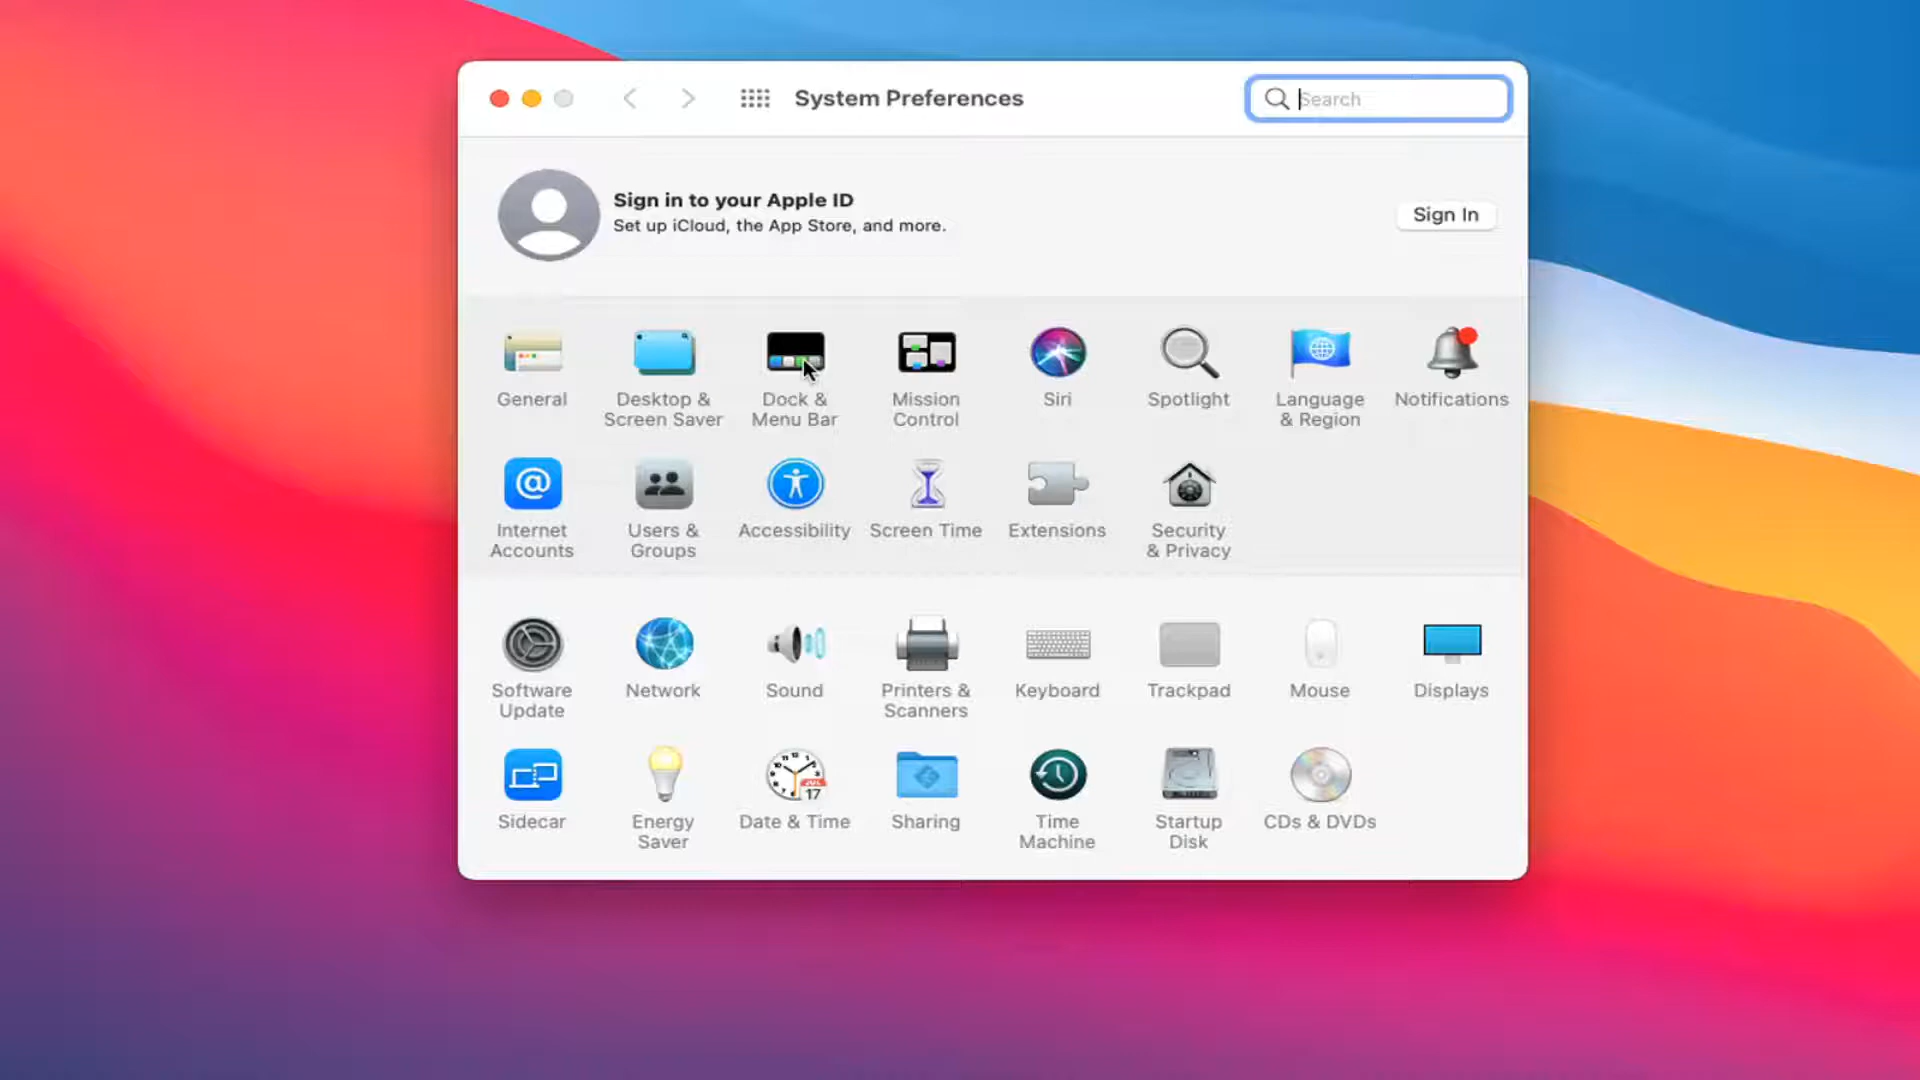 System Preferences
Search
Sign in to your Apple ID
Set up iCloud, the App Store, and more.
Sign In
General
Desktop &
Screen Saver
Dock &
Menu Bar
Mission
Control
Siri
Spotlight
Language
& Region
Notifications
Internet
Accounts
Users &
Groups
Accessibility
Screen Time
Extensions
Security
& Privacy
Software
Update
Network
Sound
Printers &
Scanners
Keyboard
Trackpad
Mouse
Displays
Sidecar
Energy
Saver
JUL
17
Date & Time
Sharing
Time
Machine
Startup
Disk
CDs & DVDs